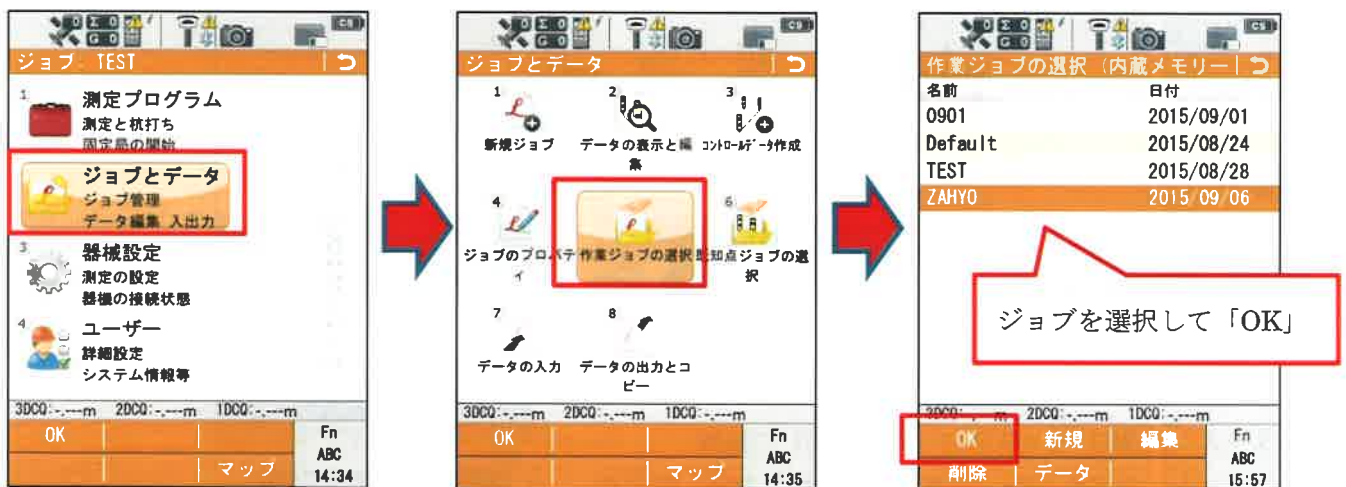 CS
ジョブ: TEST
1
測定プログラム
測定と杭打ち
固定局の開始
ジョブとデータ
ジョブ管理
データ編集 入出力
3
器械設定
測定の設定
器機の接続状態
4
ユーザー
詳細設定
システム情報等
3DCQ:-.---m 2DCQ:-.---m 1DCQ:-.---m
OK
Fn
ABC
マップ
14:34
CS
ジョブとデータ
1
2
3
新規ジョブ
データの表示と編集
コントロールデータ作成
4
6
ジョブのプロパティ
作業ジョブの選択
既知点ジョブの選択
7
8
データの入力
データの出力とコピー
3DCQ:-.---m 2DCQ:-.---m 1DCQ:-.---m
OK
Fn
ABC
マップ
14:35
CS
作業ジョブの選択 (内蔵メモリー
名前 日付
0901 2015/09/01
Default 2015/08/24
TEST 2015/08/28
ZAHYO 2015/09/06
ジョブを選択して「OK」
3DCQ:-.---m 2DCQ:-.---m 1DCQ:-.---m
OK 新規 編集 Fn
ABC
削除 データ 15:57